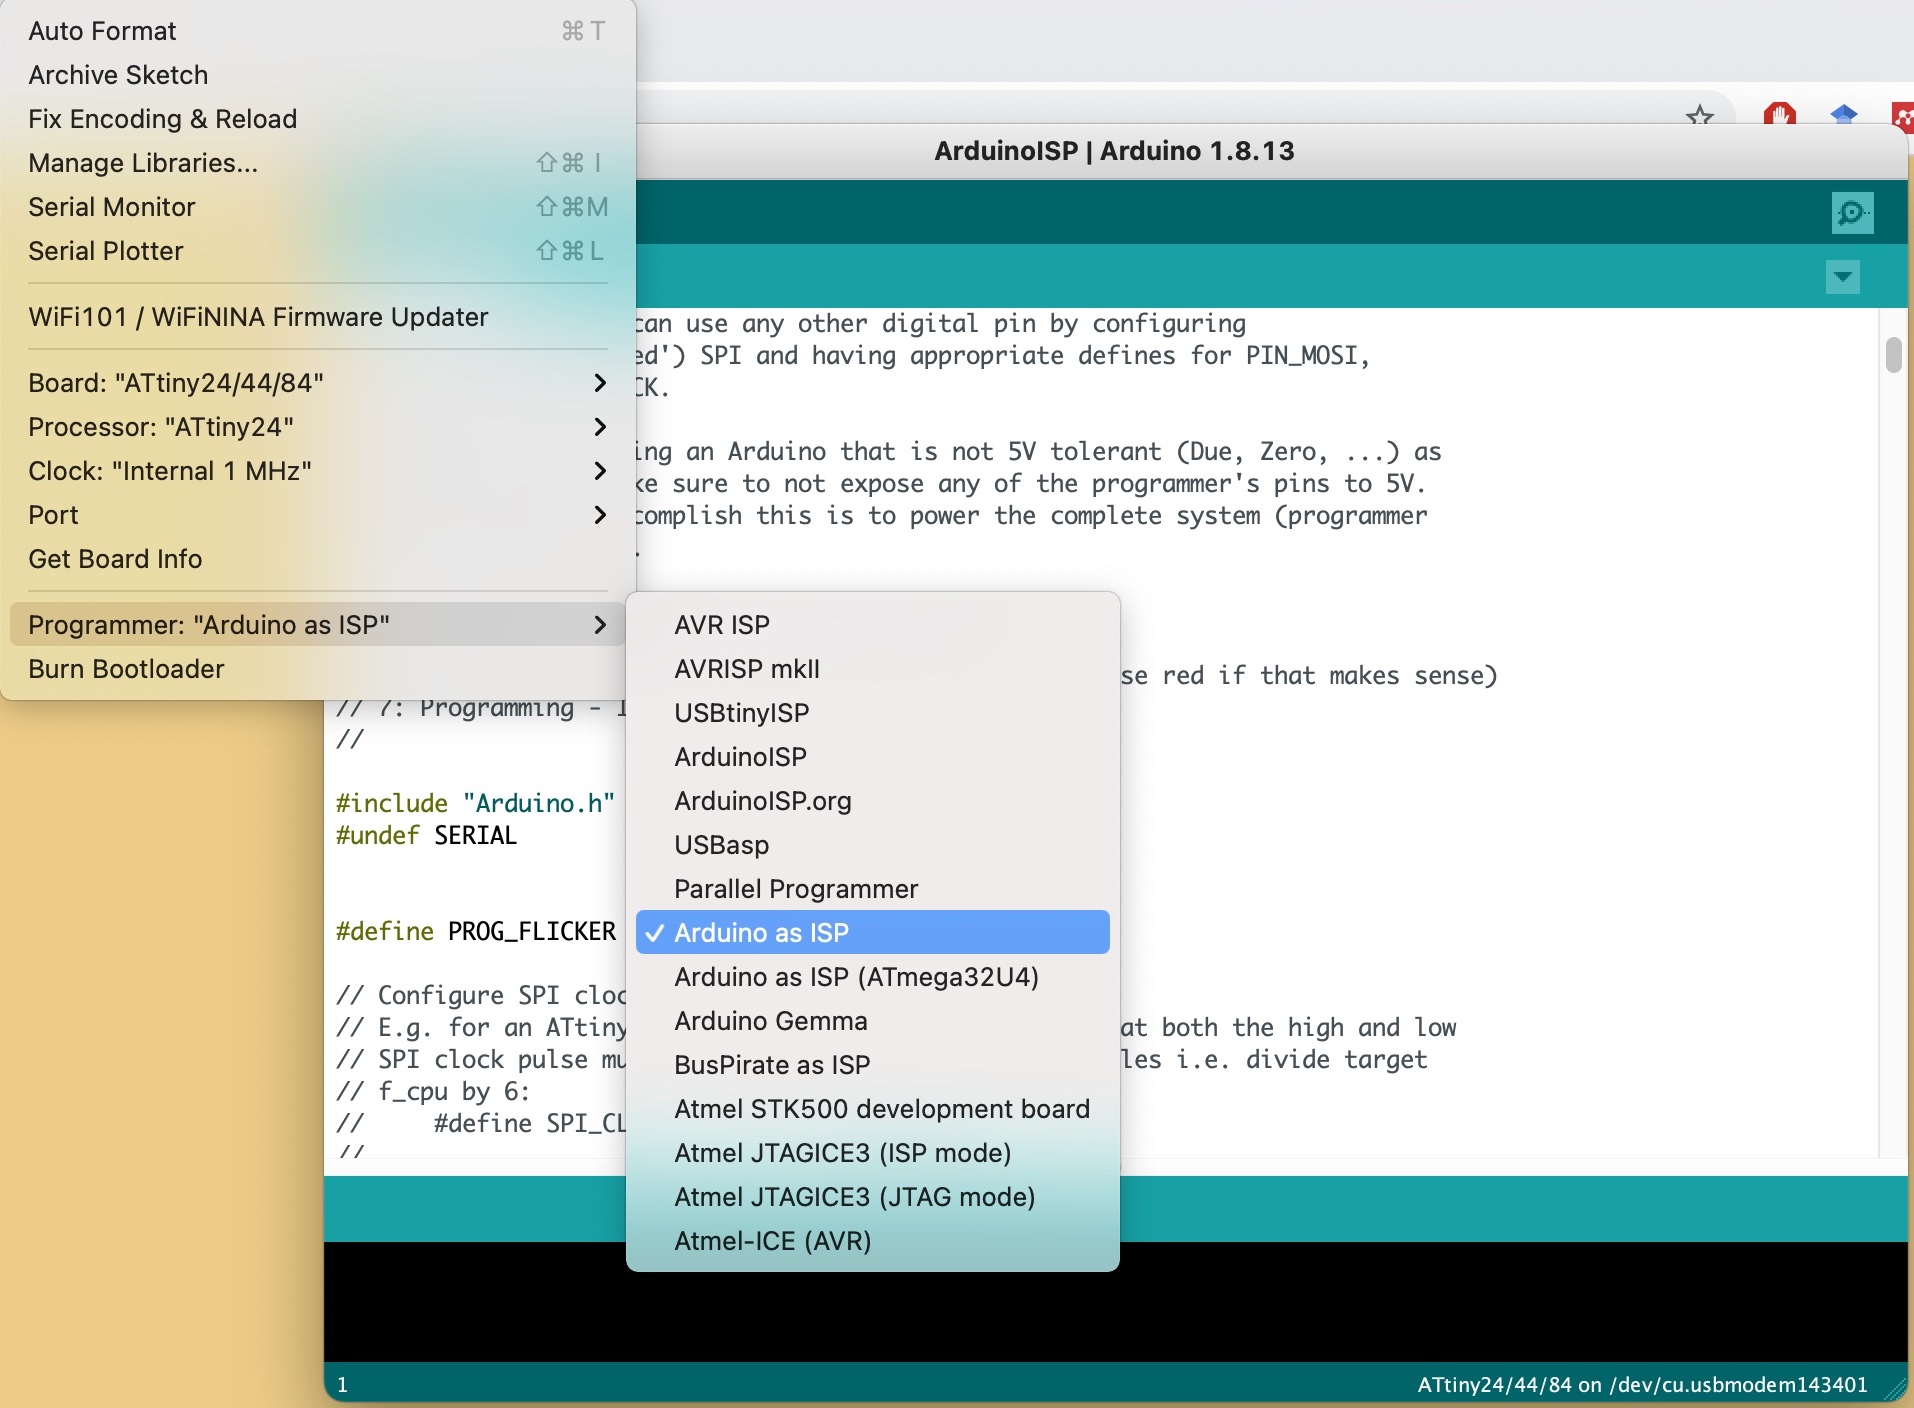 Auto Format ⌘T
Archive Sketch
Fix Encoding & Reload
Manage Libraries... ⇧⌘I
Serial Monitor ⇧⌘M
Serial Plotter ⇧⌘L
WiFi101 / WiFiNINA Firmware Updater
Board: "ATtiny24/44/84"
Processor: "ATtiny24"
Clock: "Internal 1 MHz"
Port
Get Board Info
Programmer: "Arduino as ISP"
Burn Bootloader
AVR ISP
AVRISP mkII
USBtinyISP
ArduinoISP
ArduinoISP.org
USBasp
Parallel Programmer
✓ Arduino as ISP
Arduino as ISP (ATmega32U4)
Arduino Gemma
BusPirate as ISP
Atmel STK500 development board
Atmel JTAGICE3 (ISP mode)
Atmel JTAGICE3 (JTAG mode)
Atmel-ICE (AVR)
ArduinoISP | Arduino 1.8.13
can use any other digital pin by configuring
ed') SPI and having appropriate defines for PIN_MOSI,
CK.
ing an Arduino that is not 5V tolerant (Due, Zero, ...) as
ke sure to not expose any of the programmer's pins to 5V.
complish this is to power the complete system (programmer
.
se red if that makes sense)
// 7: Programming -
//
#include "Arduino.h"
#undef SERIAL
#define PROG_FLICKER
// Configure SPI cloc
// E.g. for an ATtiny at both the high and low
// SPI clock pulse mu les i.e. divide target
// f_cpu by 6:
// #define SPI_CL
//
1
ATtiny24/44/84 on /dev/cu.usbmodem143401